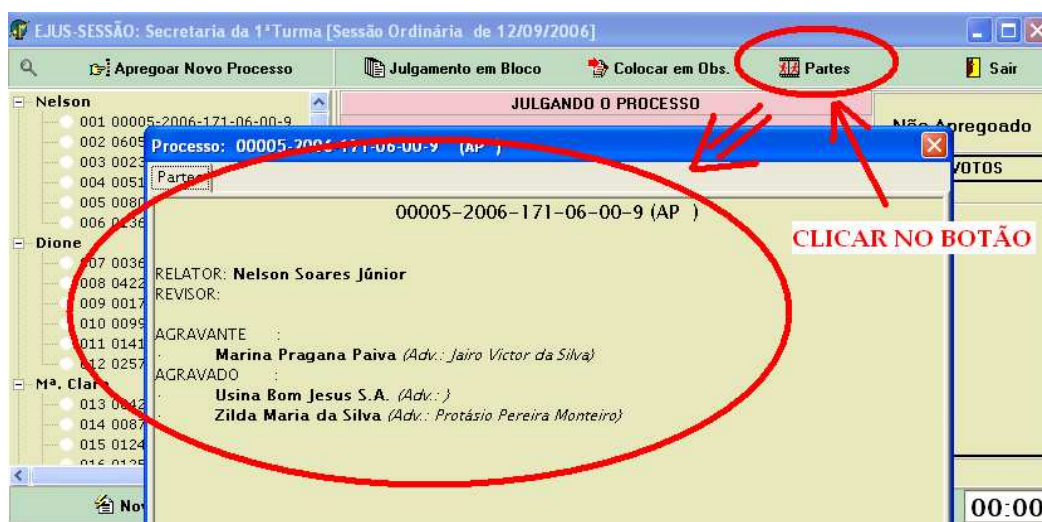 EJUS-SESSÃO: Secretaria da 1ª Turma [Sessão Ordinária de 12/09/2006]
Apregoar Novo Processo Julgamento em Bloco Colocar em Obs. Partes Sair
Nelson
JULGANDO O PROCESSO
001 00005-2006-171-06-00-9
Não Apregoado
002 0605
Processo: 00005-2006-171-06-00-9 (AP )
003 0023
Partes
VOTOS
004 0051
005 0080
006 0236
00005-2006-171-06-00-9 (AP )
CLICAR NO BOTÃO
Dione
007 0036
008 0422
RELATOR: Nelson Soares Júnior
009 0017
REVISOR:
010 0099
011 0141
AGRAVANTE :
012 0257
Marina Pragana Paiva (Adv.: Jairo Victor da Silva)
Mª. Clara
AGRAVADO :
013 0042
Usina Bom Jesus S.A. (Adv.: )
014 0087
Zilda Maria da Silva (Adv.: Protásio Pereira Monteiro)
015 0124
016 0125
00:00